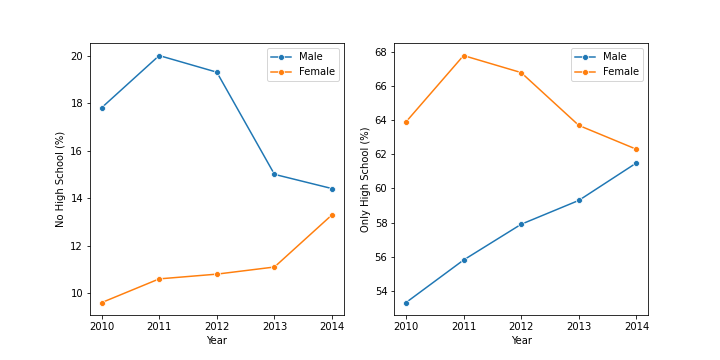 20
18
16
14
12
10
No High School (%)
2010 2011 2012 2013 2014
Year
Male
Female
68
66
64
62
60
58
56
54
Only High School (%)
2010 2011 2012 2013 2014
Year
Male
Female